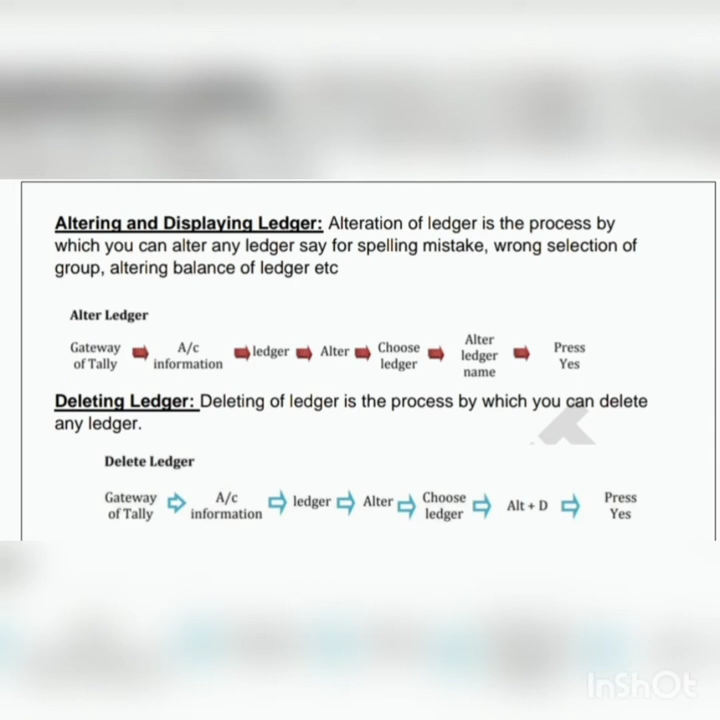 Altering and Displaying Ledger: Alteration of ledger is the process by
which you can alter any ledger say for spelling mistake, wrong selection of
group, altering balance of ledger etc
Alter Ledger
Gateway of Tally A/c information ledger Alter Choose ledger Alter ledger name Press Yes
Deleting Ledger: Deleting of ledger is the process by which you can delete
any ledger.
Delete Ledger
Gateway of Tally A/c information ledger Alter Choose ledger Alt + D Press Yes
InShOt